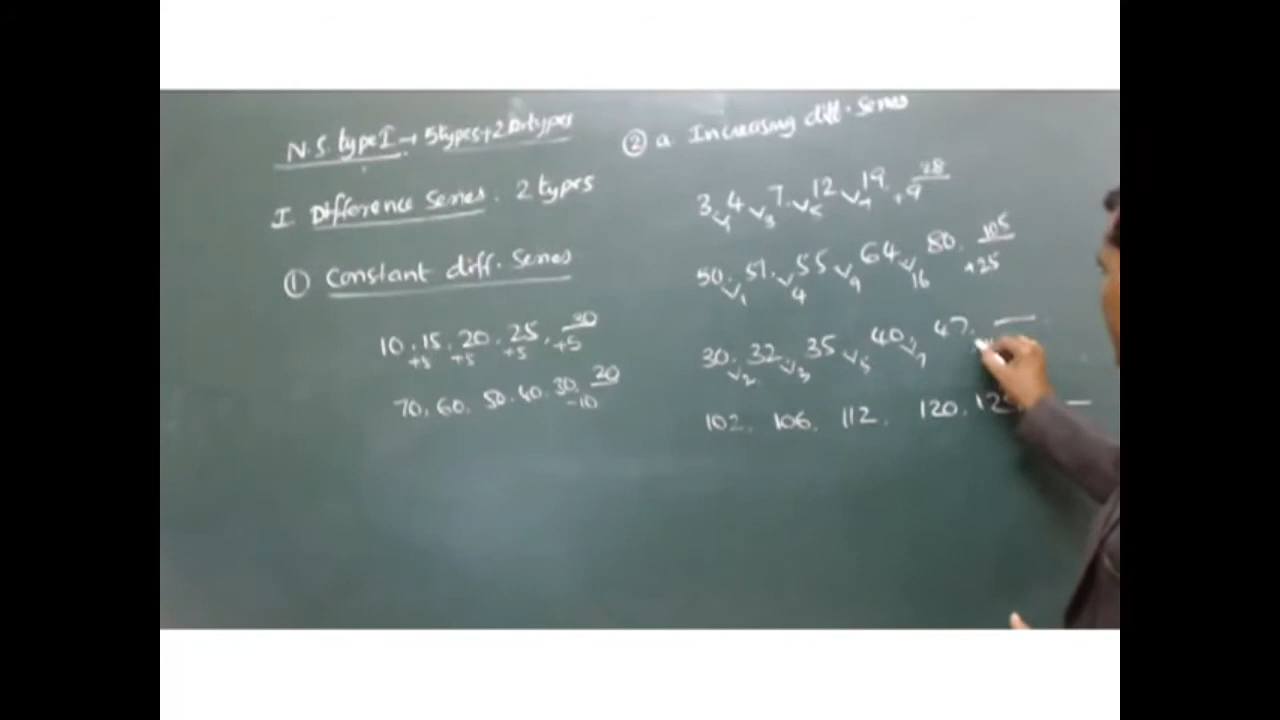 N.S. type I → 5 types + 2
I Difference Series. 2 types
① Constant diff. Series
10, 15, 20, 25, 30
+5 +5 +5 +5
70, 60, 50, 40, 30, 20
-10
② a. Increasing diff. Series
3, 4, 7, 12, 19, 28
1 3 5 7 +9
50, 51, 55, 64, 80, 105
1 4 9 16 +25
30, 32, 35, 40, 47,
2 3 5 7
102, 106, 112, 120,